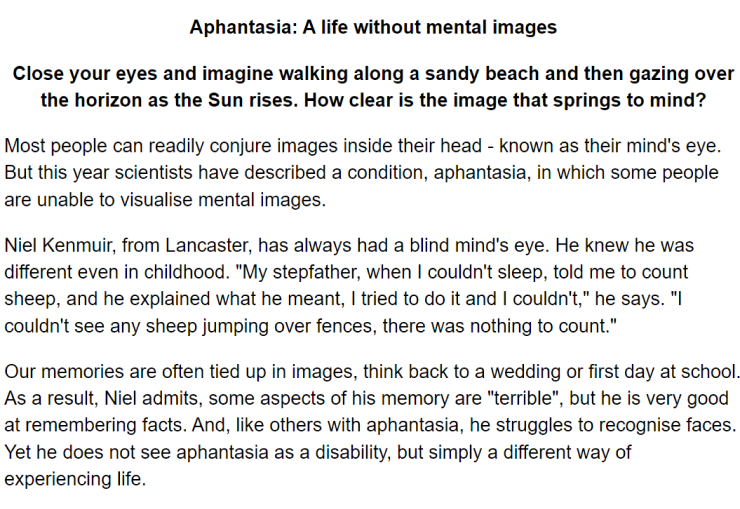 Aphantasia: A life without mental images
Close your eyes and imagine walking along a sandy beach and then gazing over
the horizon as the Sun rises. How clear is the image that springs to mind?
Most people can readily conjure images inside their head - known as their mind's eye.
But this year scientists have described a condition, aphantasia, in which some people
are unable to visualise mental images.
Niel Kenmuir, from Lancaster, has always had a blind mind's eye. He knew he was
different even in childhood. "My stepfather, when I couldn't sleep, told me to count
sheep, and he explained what he meant, I tried to do it and I couldn't," he says. "I
couldn't see any sheep jumping over fences, there was nothing to count."
Our memories are often tied up in images, think back to a wedding or first day at school.
As a result, Niel admits, some aspects of his memory are "terrible", but he is very good
at remembering facts. And, like others with aphantasia, he struggles to recognise faces.
Yet he does not see aphantasia as a disability, but simply a different way of
experiencing life.